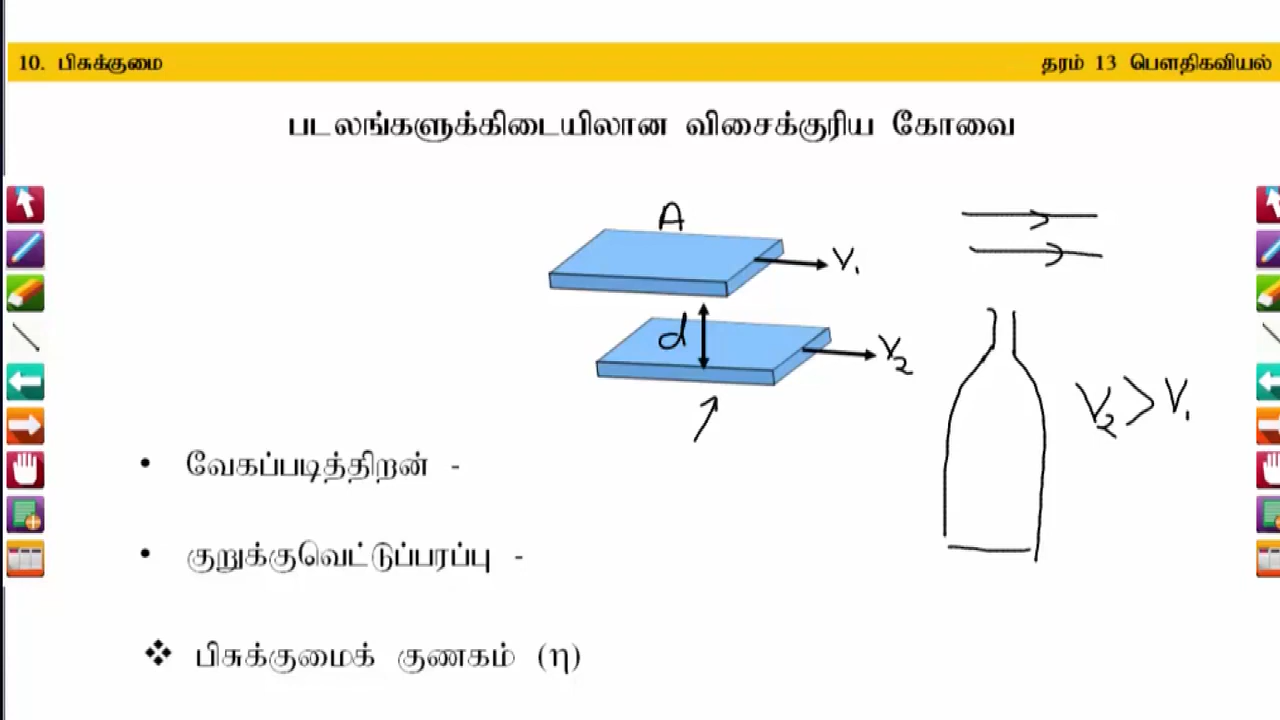 10. பிசுக்குமை
தரம் 13 பௌதிகவியல்
படலங்களுக்கிடையிலான விசைக்குரிய கோவை
A
V₁
d
V₂
V₂ > V₁
• வேகப்படித்திறன் -
• குறுக்குவெட்டுப்பரப்பு -
❖ பிசுக்குமைக் குணகம் (η)